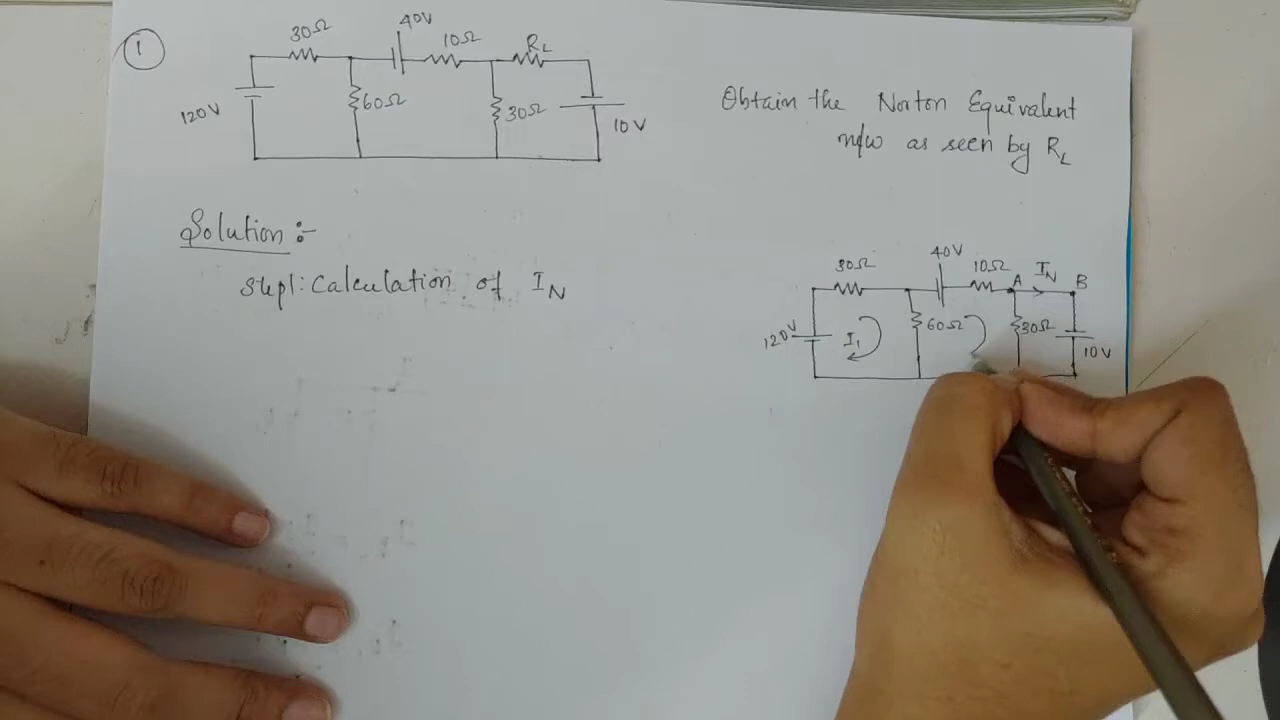 1
30Ω
40V
10Ω
RL
120V
60Ω
30Ω
10V
Obtain the Norton Equivalent
n/w as seen by RL
Solution :-
Step1: Calculation of IN
30Ω
40V
10Ω
A
IN
B
120V
I1
60Ω
30Ω
10V